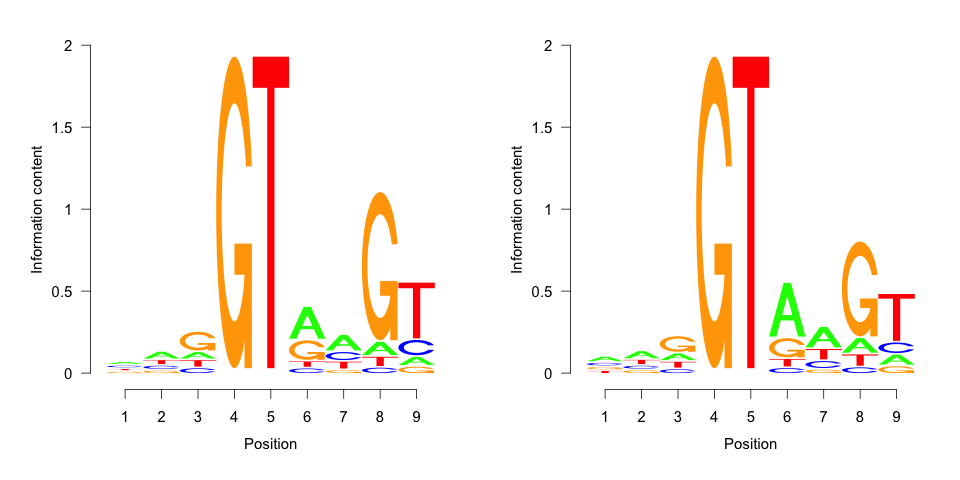 Information content
2
1.5
1
0.5
0
G T
A G T C
G A T C
A C T G
G A T C
T C A G
1 2 3 4 5 6 7 8 9
Position
Information content
2
1.5
1
0.5
0
G T
A G T C
A T C G
G A T C
T C A G
1 2 3 4 5 6 7 8 9
Position